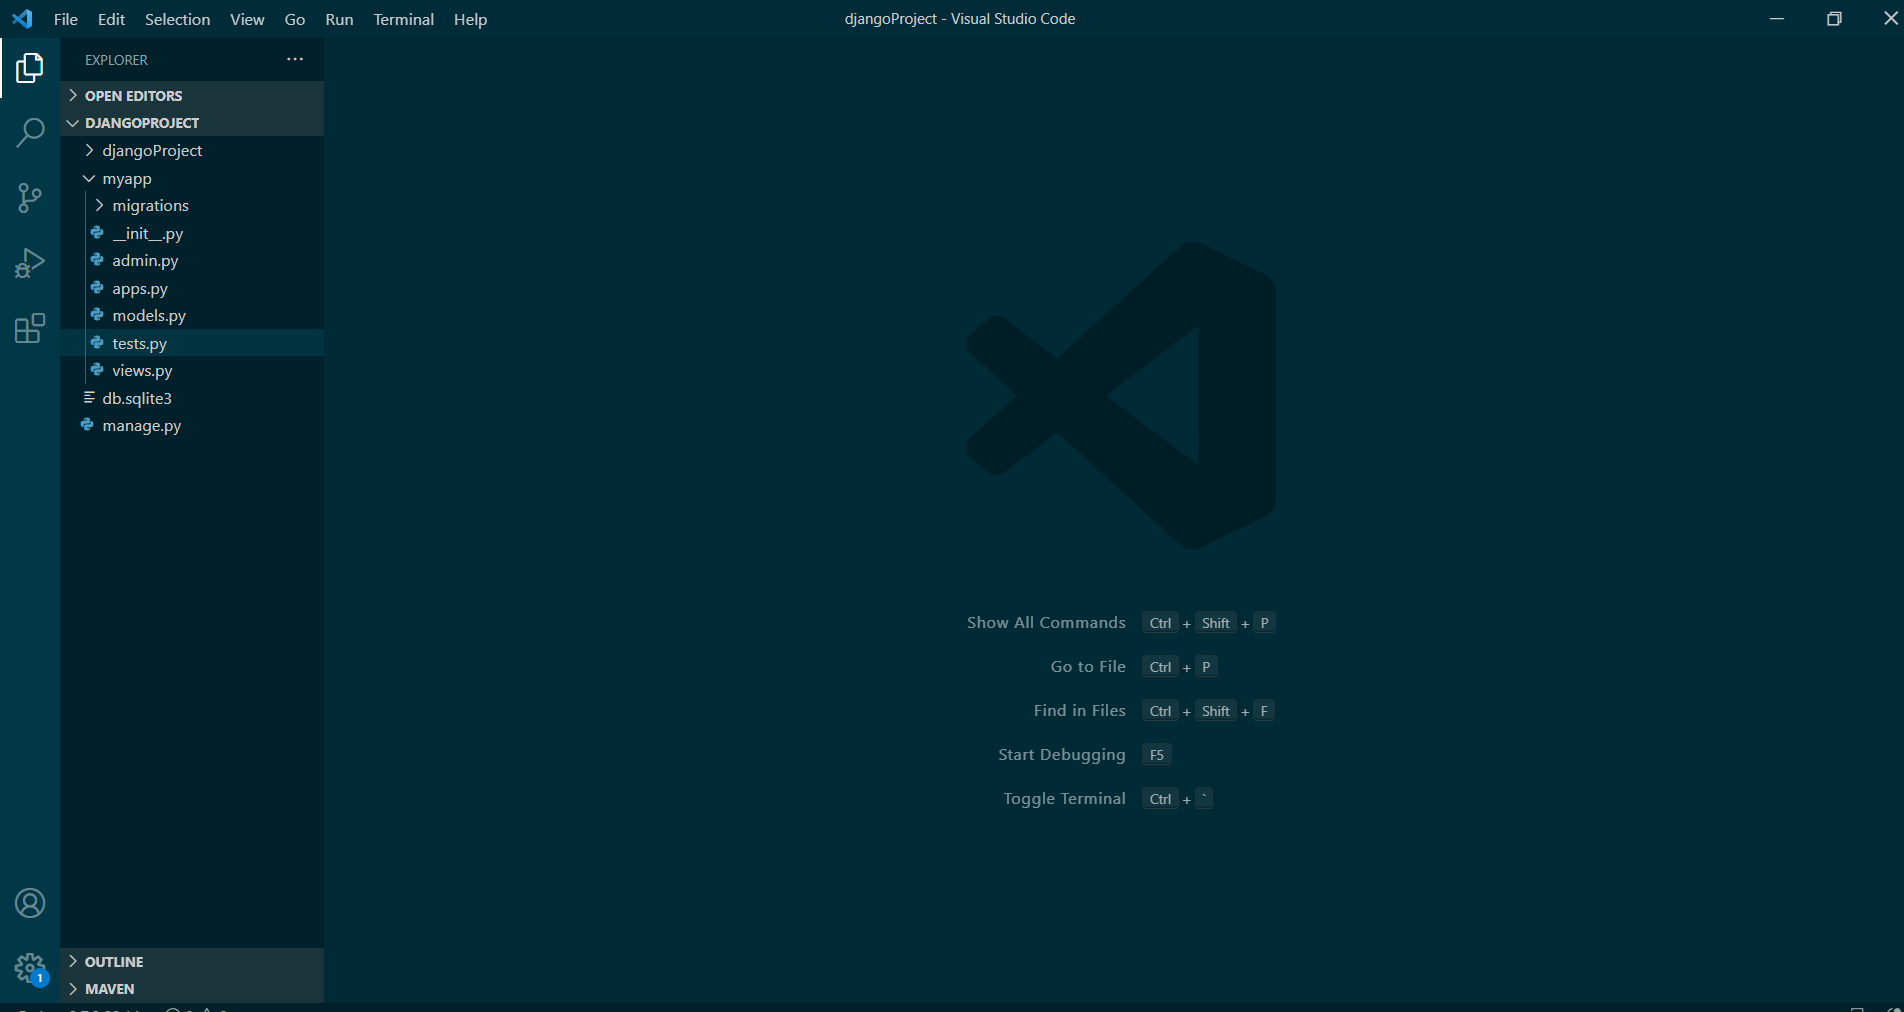 File Edit Selection View Go Run Terminal Help
djangoProject - Visual Studio Code
EXPLORER
OPEN EDITORS
DJANGOPROJECT
djangoProject
myapp
migrations
__init__.py
admin.py
apps.py
models.py
tests.py
views.py
db.sqlite3
manage.py
Show All Commands Ctrl + Shift + P
Go to File Ctrl + P
Find in Files Ctrl + Shift + F
Start Debugging F5
Toggle Terminal Ctrl + `
1
OUTLINE
MAVEN